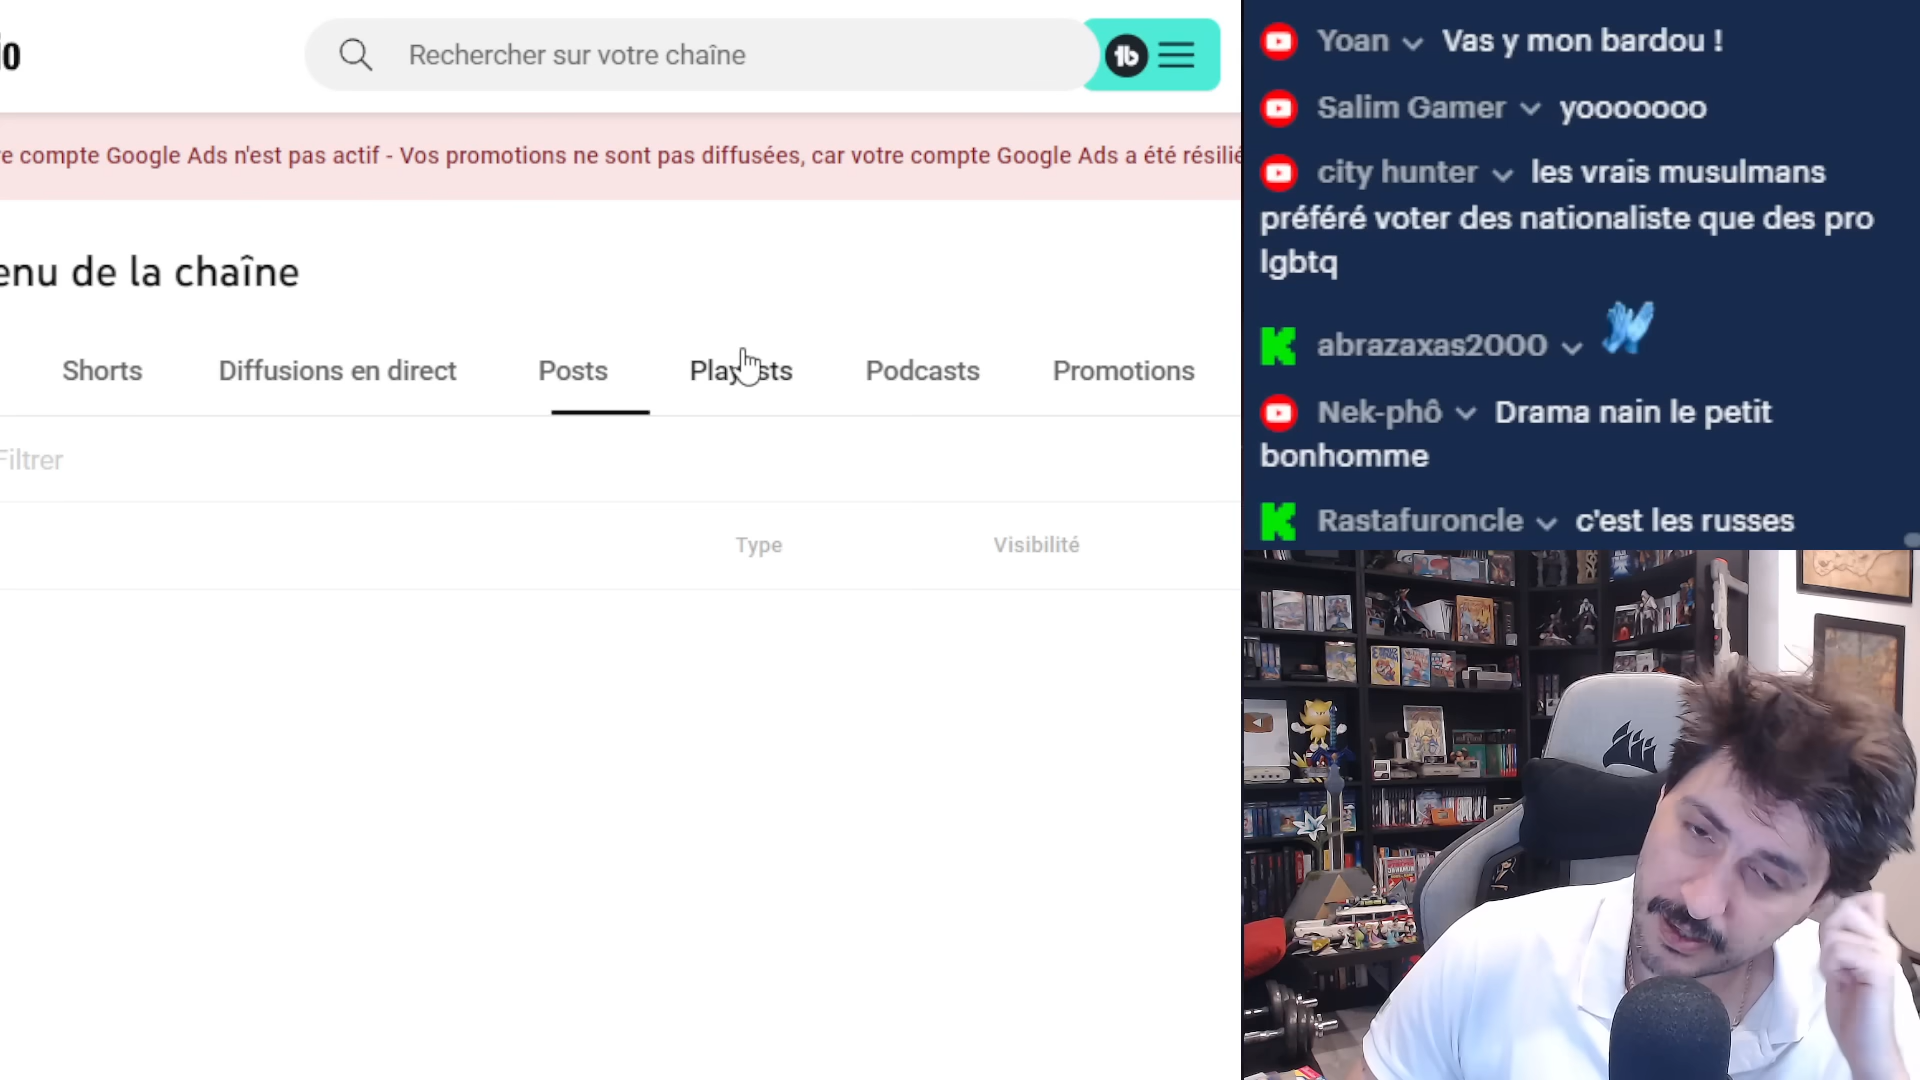 io
Rechercher sur votre chaîne
re compte Google Ads n'est pas actif - Vos promotions ne sont pas diffusées, car votre compte Google Ads a été résilié
enu de la chaîne
Shorts Diffusions en direct Posts Playlists Podcasts Promotions
Filtrer
Type Visibilité
Yoan Vas y mon bardou !
Salim Gamer yooooooo
city hunter les vrais musulmans
préféré voter des nationaliste que des pro
lgbtq
abrazaxas2000
Nek-phô Drama nain le petit
bonhomme
Rastafuroncle c'est les russes